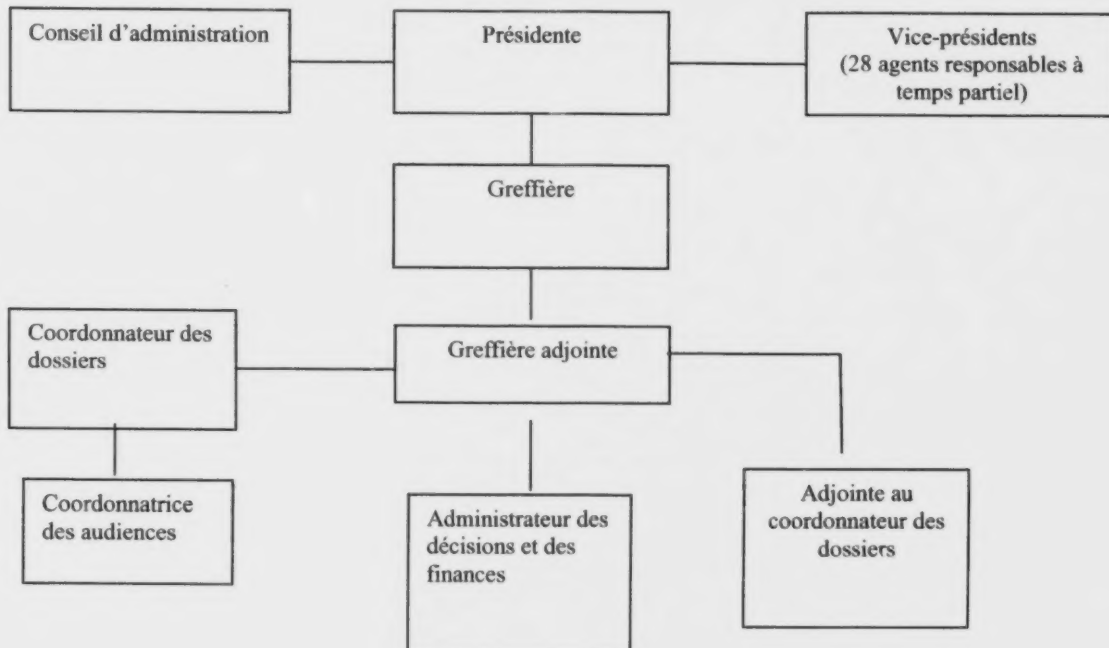 Conseil d'administration
Présidente
Vice-présidents
(28 agents responsables à
temps partiel)
Greffière
Coordonnateur des
dossiers
Greffière adjointe
Coordonnatrice
des audiences
Administrateur des
décisions et des
finances
Adjointe au
coordonnateur des
dossiers